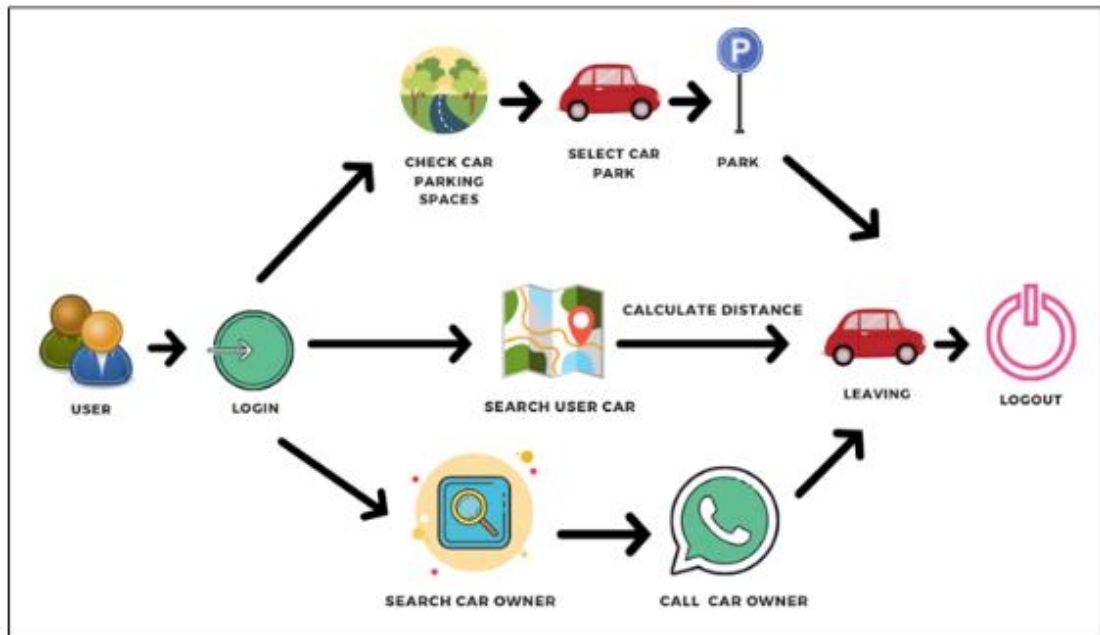 P
CHECK CAR
PARKING
SPACES
SELECT CAR
PARK
PARK
USER
LOGIN
SEARCH USER CAR
CALCULATE DISTANCE
LEAVING
LOGOUT
SEARCH CAR OWNER
CALL CAR OWNER